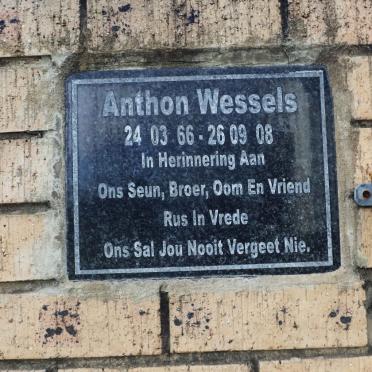 Anthon Wessels
24 03 66 - 26 09 08
In Herinnering Aan
Ons Seun, Broer, Oom En Vriend
Rus In Vrede
Ons Sal Jou Nooit Vergeet Nie.